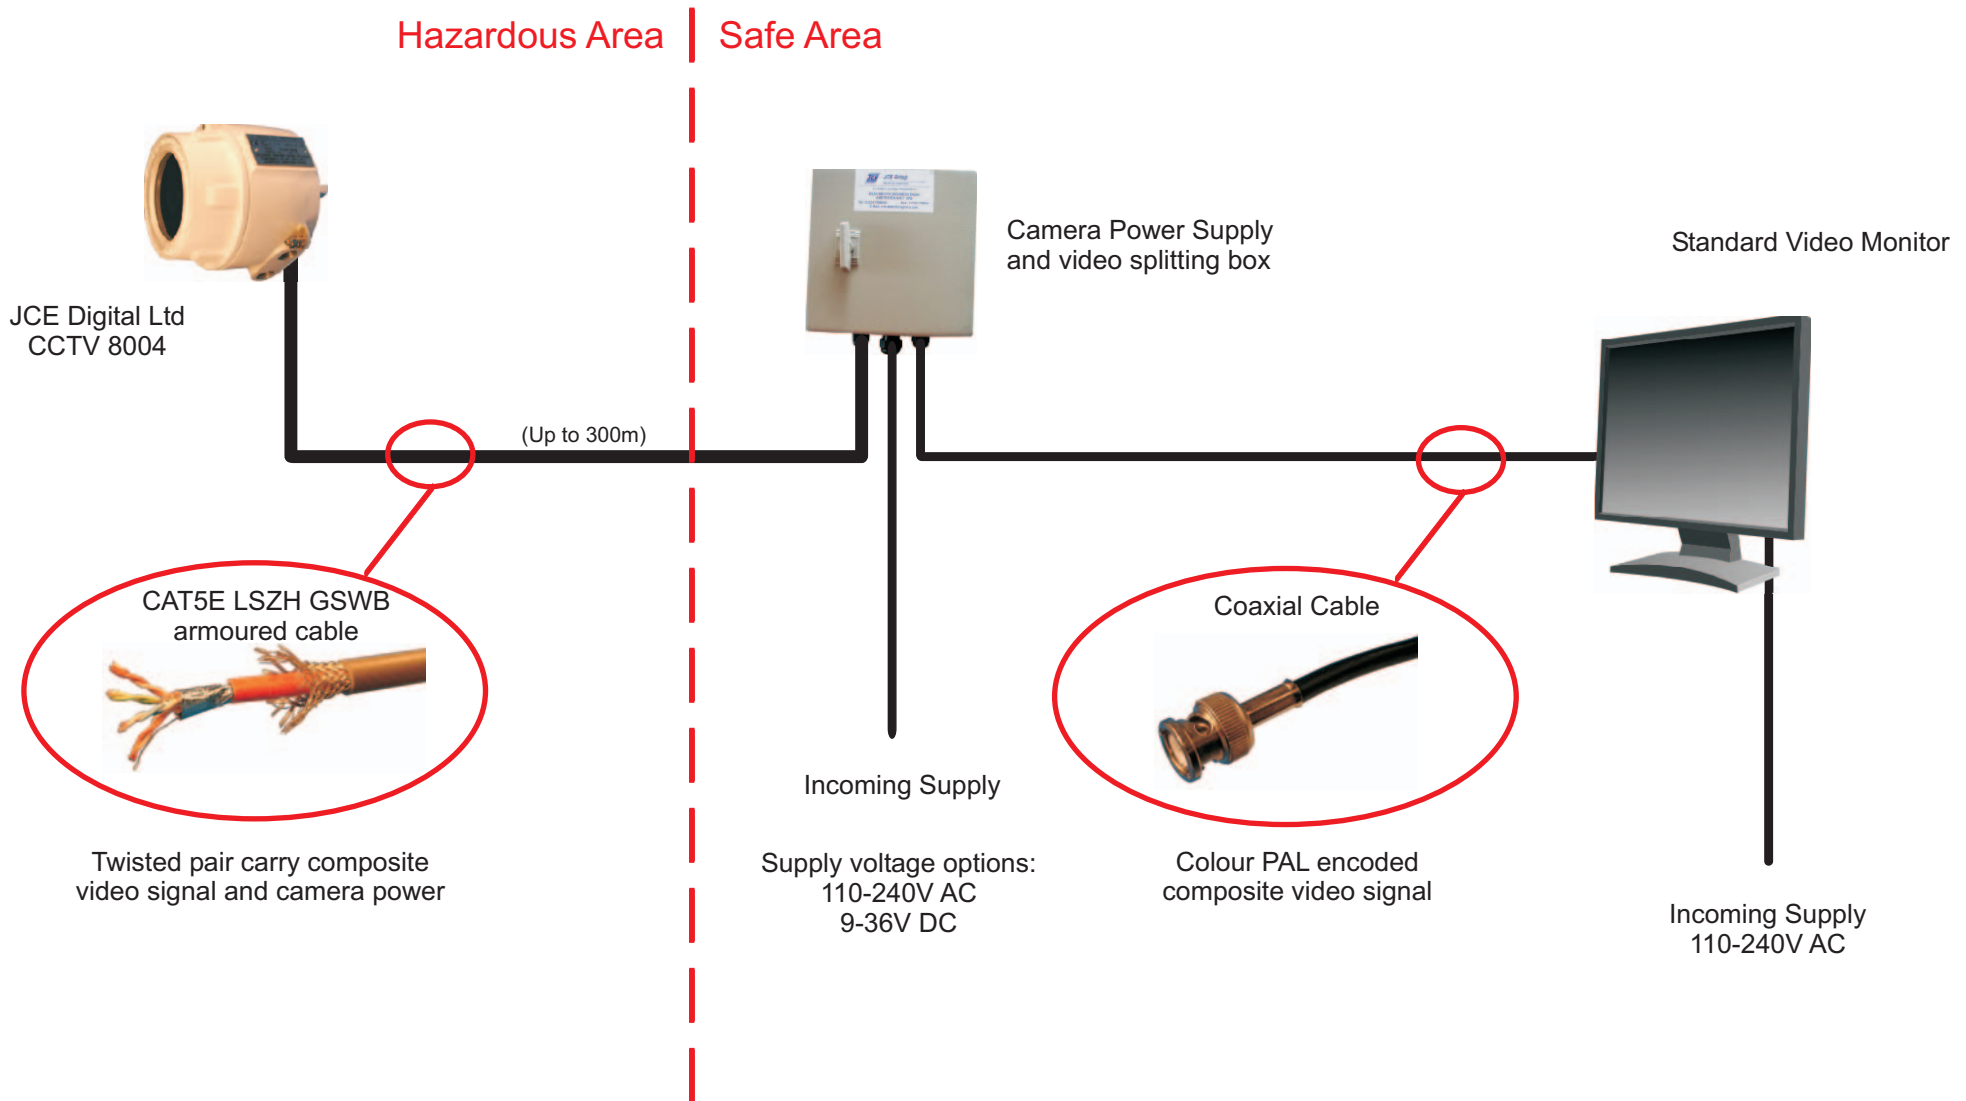 Hazardous Area
Safe Area
JCE Digital Ltd
CCTV 8004
JCE Group
Camera Power Supply
and video splitting box
Standard Video Monitor
(Up to 300m)
CAT5E LSZH GSWB
armoured cable
Coaxial Cable
Twisted pair carry composite
video signal and camera power
Incoming Supply
Supply voltage options:
110-240V AC
9-36V DC
Colour PAL encoded
composite video signal
Incoming Supply
110-240V AC